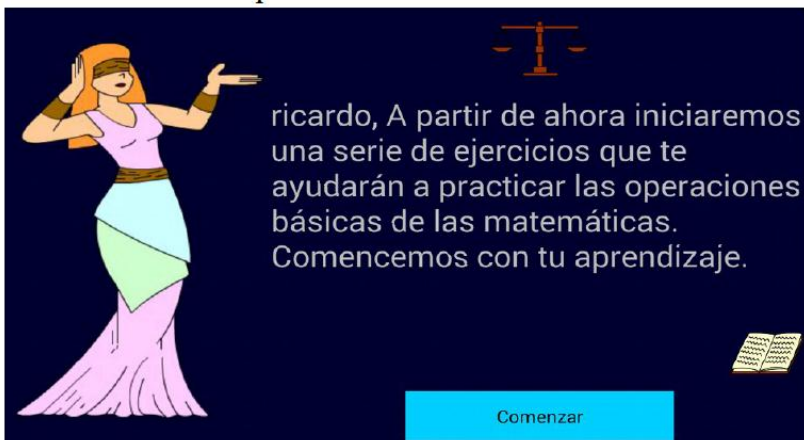 ricardo, A partir de ahora iniciaremos
una serie de ejercicios que te
ayudarán a practicar las operaciones
básicas de las matemáticas.
Comencemos con tu aprendizaje.
Comenzar